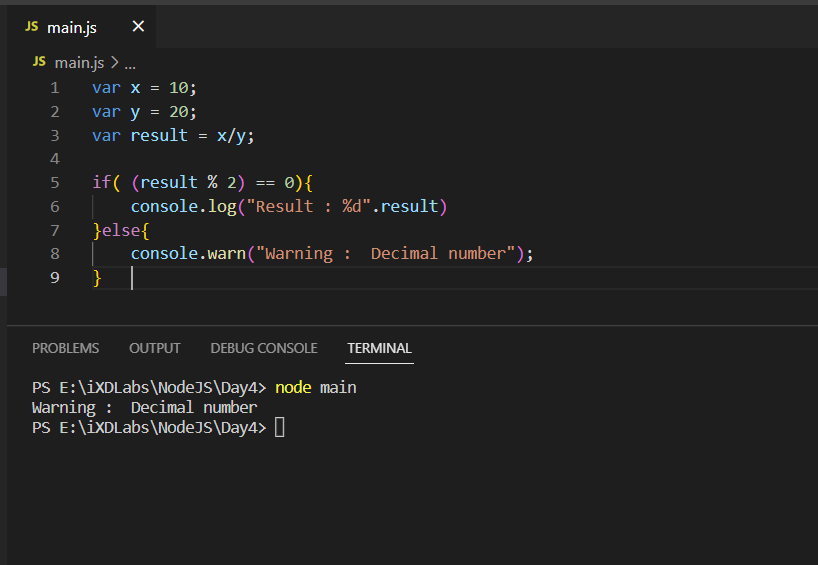 JS main.js ×
JS main.js > ...
1 var x = 10;
2 var y = 20;
3 var result = x/y;
4
5 if( (result % 2) == 0){
6     console.log("Result : %d".result)
7 }else{
8     console.warn("Warning :  Decimal number");
9 }
PROBLEMS OUTPUT DEBUG CONSOLE TERMINAL
PS E:\iXDLabs\NodeJS\Day4> node main
Warning :  Decimal number
PS E:\iXDLabs\NodeJS\Day4>